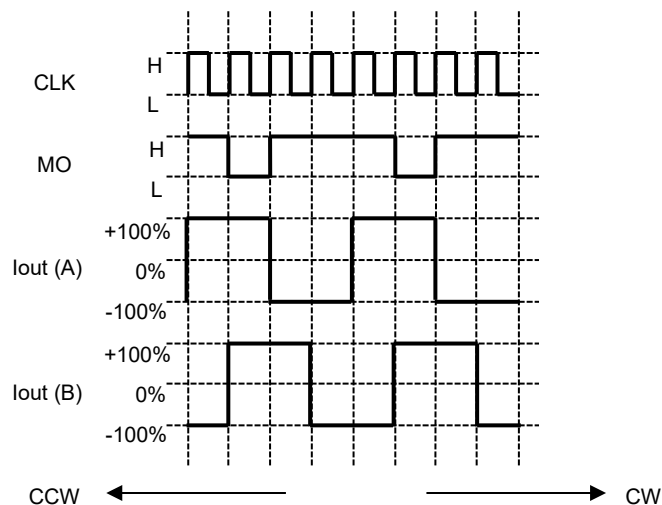 CLK
H
L
MO
H
L
Iout (A)
+100%
0%
-100%
Iout (B)
+100%
0%
-100%
CCW
CW